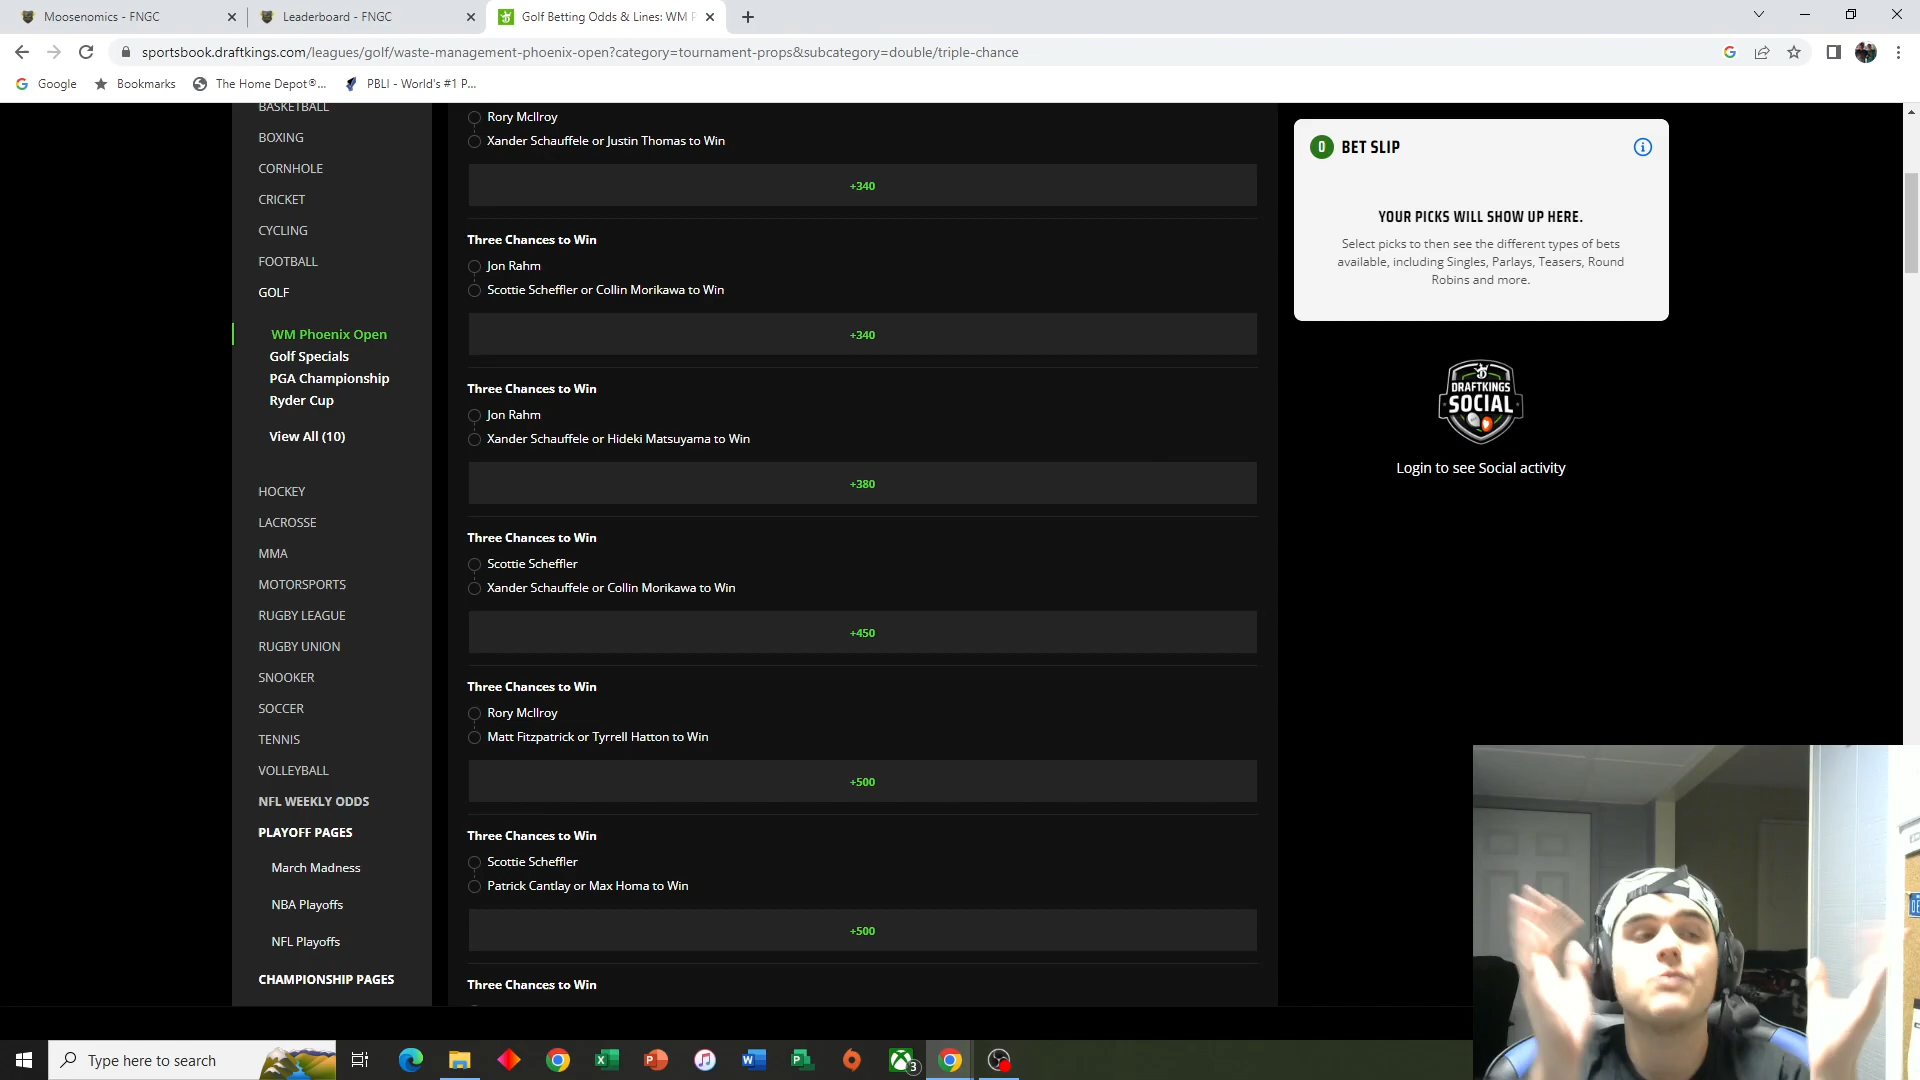 Moosenomics - FNGC
Leaderboard - FNGC
Golf Betting Odds & Lines: WM P
sportsbook.draftkings.com/leagues/golf/waste-management-phoenix-open?category=tournament-props&subcategory=double/triple-chance
Google
Bookmarks
The Home Depot®...
PBLI - World's #1 P...
BASKETBALL
BOXING
CORNHOLE
CRICKET
CYCLING
FOOTBALL
GOLF
WM Phoenix Open
Golf Specials
PGA Championship
Ryder Cup
View All (10)
HOCKEY
LACROSSE
MMA
MOTORSPORTS
RUGBY LEAGUE
RUGBY UNION
SNOOKER
SOCCER
TENNIS
VOLLEYBALL
NFL WEEKLY ODDS
PLAYOFF PAGES
March Madness
NBA Playoffs
NFL Playoffs
CHAMPIONSHIP PAGES
Rory McIlroy
Xander Schauffele or Justin Thomas to Win
+340
Three Chances to Win
Jon Rahm
Scottie Scheffler or Collin Morikawa to Win
+340
Three Chances to Win
Jon Rahm
Xander Schauffele or Hideki Matsuyama to Win
+380
Three Chances to Win
Scottie Scheffler
Xander Schauffele or Collin Morikawa to Win
+450
Three Chances to Win
Rory McIlroy
Matt Fitzpatrick or Tyrrell Hatton to Win
+500
Three Chances to Win
Scottie Scheffler
Patrick Cantlay or Max Homa to Win
+500
Three Chances to Win
0 BET SLIP
YOUR PICKS WILL SHOW UP HERE.
Select picks to then see the different types of bets
available, including Singles, Parlays, Teasers, Round
Robins and more.
DRAFTKINGS
SOCIAL
Login to see Social activity
Type here to search
3